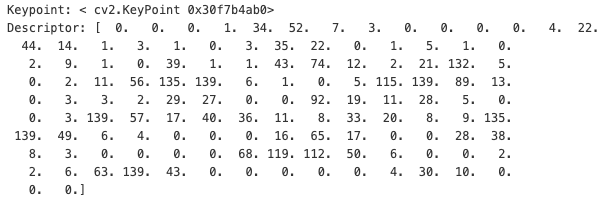 Keypoint: < cv2.KeyPoint 0x30f7b4ab0>
Descriptor: [  0.   0.   0.   1.  34.  52.   7.   3.   0.   0.   0.   0.   0.   0.   4.  22.
  44.  14.   1.   3.   1.   0.   3.  35.  22.   0.   1.   5.   1.   0.
   2.   9.   1.   0.  39.   1.   1.  43.  74.  12.   2.  21. 132.   5.
   0.   2.  11.  56. 135. 139.   6.   1.   0.   5. 115. 139.  89.  13.
   0.   3.   3.   2.  29.  27.   0.   0.  92.  19.  11.  28.   5.   0.
   0.   3. 139.  57.  17.  40.  36.  11.   8.  33.  20.   8.   9. 135.
 139.  49.   6.   4.   0.   0.   0.  16.  65.  17.   0.   0.  28.  38.
   8.   3.   0.   0.   0.  68. 119. 112.  50.   6.   0.   0.   2.
   2.   6.  63. 139.  43.   0.   0.   0.   0.   0.   4.  30.  10.   0.
   0.   0.]